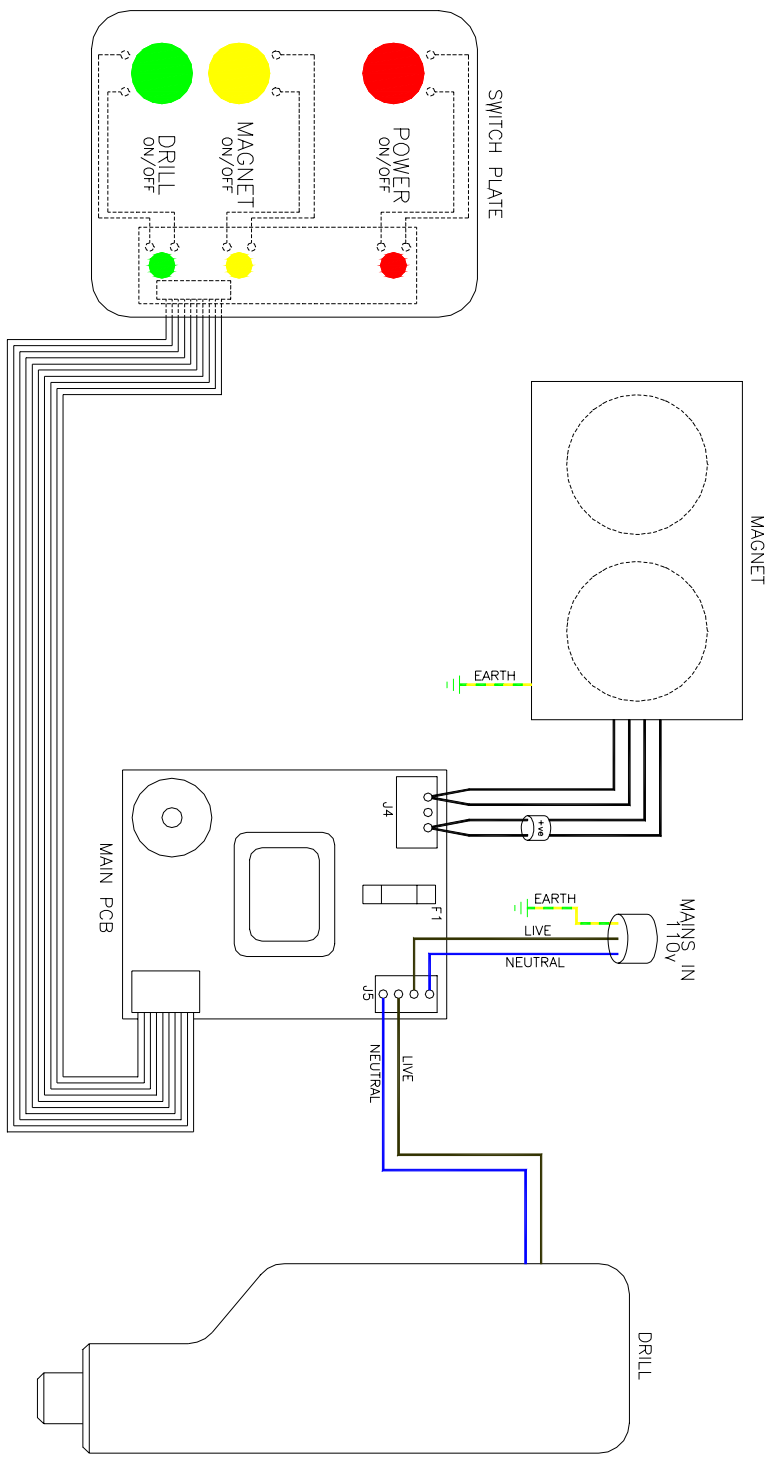 SWITCH PLATE
POWER
ON/OFF
MAGNET
ON/OFF
DRILL
ON/OFF
MAGNET
EARTH
J4
+ve
F1
MAIN PCB
J5
MAINS IN
110v
EARTH
LIVE
NEUTRAL
LIVE
NEUTRAL
DRILL